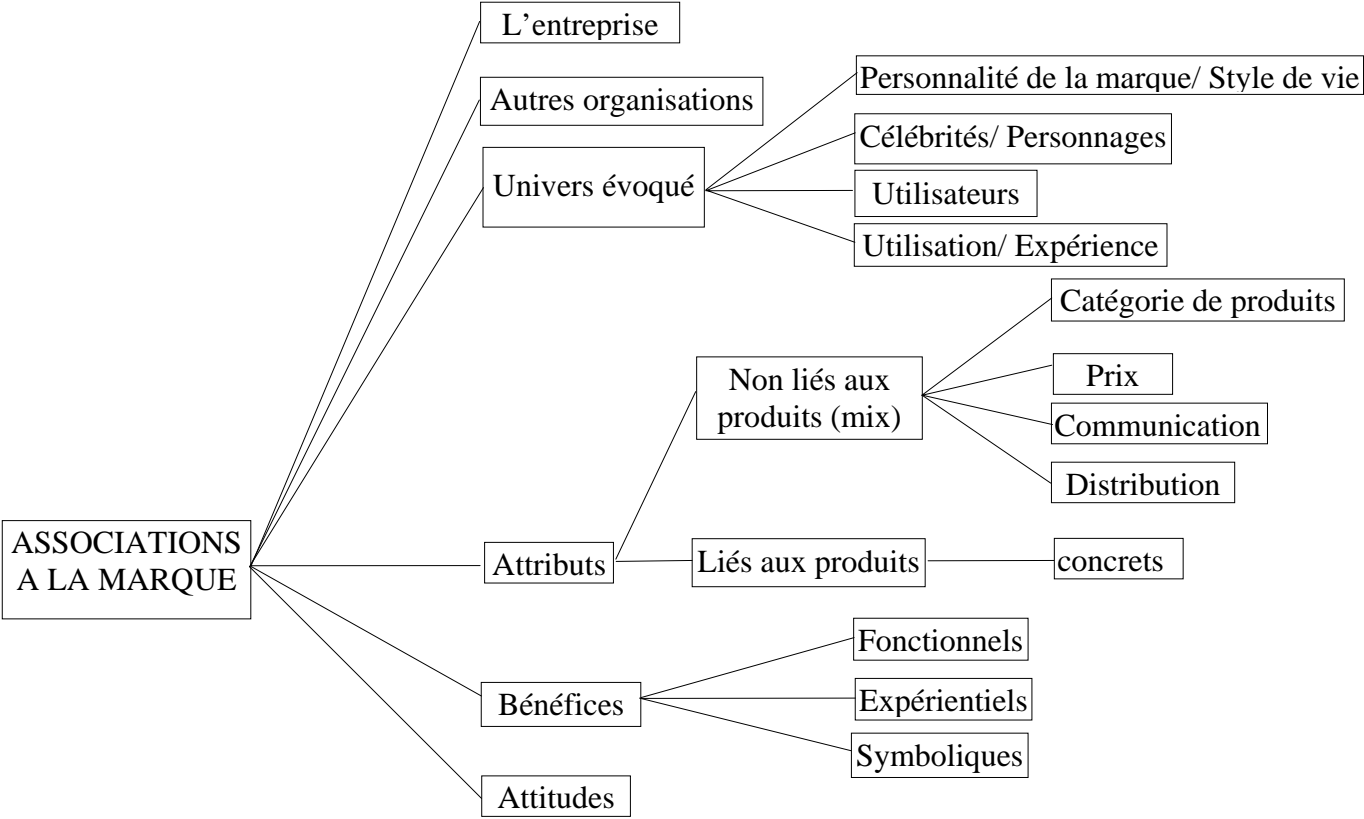 L’entreprise
Autres organisations
Univers évoqué
Personnalité de la marque/ Style de vie
Célébrités/ Personnages
Utilisateurs
Utilisation/ Expérience
Catégorie de produits
Non liés aux
produits (mix)
Prix
Communication
Distribution
ASSOCIATIONS
A LA MARQUE
Attributs
Liés aux produits
concrets
Fonctionnels
Bénéfices
Expérientiels
Symboliques
Attitudes